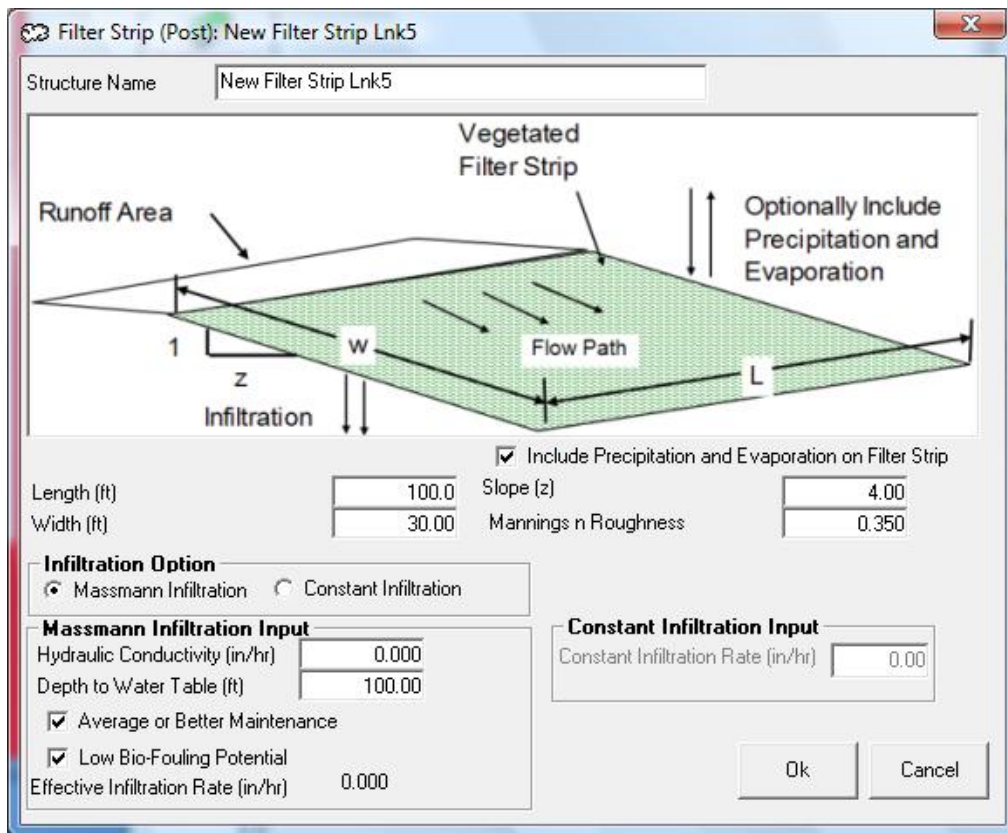 Filter Strip (Post): New Filter Strip Lnk5
Structure Name New Filter Strip Lnk5
Vegetated
Filter Strip
Runoff Area
Optionally Include
Precipitation and
Evaporation
1
z
w
Flow Path
L
Infiltration
Include Precipitation and Evaporation on Filter Strip
Length (ft) 100.0 Slope (z) 4.00
Width (ft) 30.00 Mannings n Roughness 0.350
Infiltration Option
Massmann Infiltration Constant Infiltration
Massmann Infiltration Input
Hydraulic Conductivity (in/hr) 0.000
Depth to Water Table (ft) 100.00
Average or Better Maintenance
Low Bio-Fouling Potential
Effective Infiltration Rate (in/hr) 0.000
Constant Infiltration Input
Constant Infiltration Rate (in/hr) 0.00
Ok Cancel